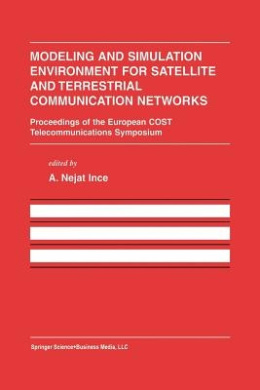 MODELING AND SIMULATION
ENVIRONMENT FOR SATELLITE
AND TERRESTRIAL
COMMUNICATION NETWORKS
Proceedings of the European COST
Telecommunications Symposium
edited by
A. Nejat Ince
Springer Science+Business Media, LLC